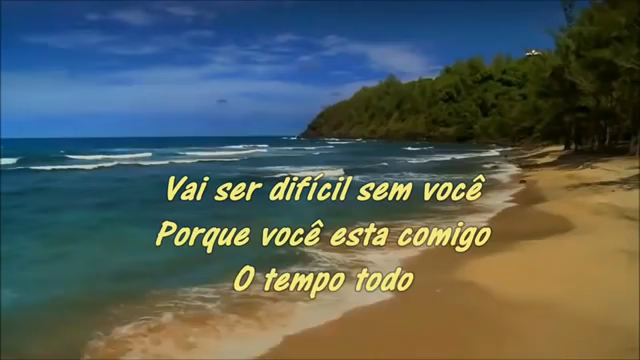 Vai ser difícil sem você
Porque você esta comigo
O tempo todo